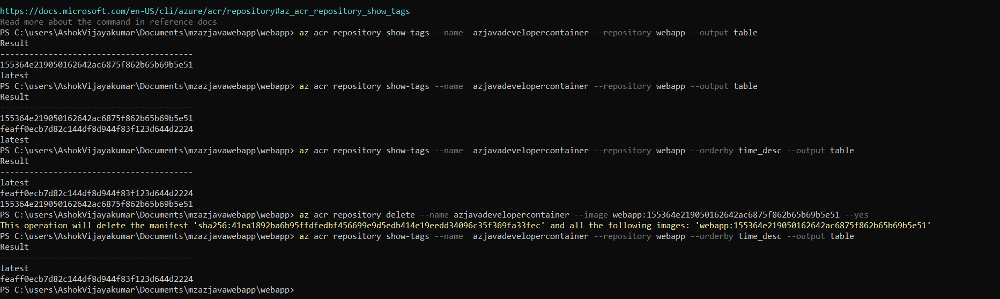 https://docs.microsoft.com/en-US/cli/azure/acr/repository#az_acr_repository_show_tags
Read more about the command in reference docs
PS C:\users\AshokVijayakumar\Documents\mzazjavawebapp\webapp> az acr repository show-tags --name  azjavadevelopercontainer --repository webapp --output table
Result
----------------------------------------
155364e219050162642ac6875f862b65b69b5e51
latest
PS C:\users\AshokVijayakumar\Documents\mzazjavawebapp\webapp> az acr repository show-tags --name  azjavadevelopercontainer --repository webapp --output table
Result
----------------------------------------
155364e219050162642ac6875f862b65b69b5e51
feaff0ecb7d82c144df8d944f83f123d644d2224
latest
PS C:\users\AshokVijayakumar\Documents\mzazjavawebapp\webapp> az acr repository show-tags --name  azjavadevelopercontainer --repository webapp --orderby time_desc --output table
Result
----------------------------------------
latest
feaff0ecb7d82c144df8d944f83f123d644d2224
155364e219050162642ac6875f862b65b69b5e51
PS C:\users\AshokVijayakumar\Documents\mzazjavawebapp\webapp> az acr repository delete --name azjavadevelopercontainer --image webapp:155364e219050162642ac6875f862b65b69b5e51 --yes
This operation will delete the manifest 'sha256:41ea1892ba6b95ffdfedbf456699e9d5edb414e19eedd34096c35f369fa33fec' and all the following images: 'webapp:155364e219050162642ac6875f862b65b69b5e51'
PS C:\users\AshokVijayakumar\Documents\mzazjavawebapp\webapp> az acr repository show-tags --name  azjavadevelopercontainer --repository webapp --orderby time_desc --output table
Result
----------------------------------------
latest
feaff0ecb7d82c144df8d944f83f123d644d2224
PS C:\users\AshokVijayakumar\Documents\mzazjavawebapp\webapp>